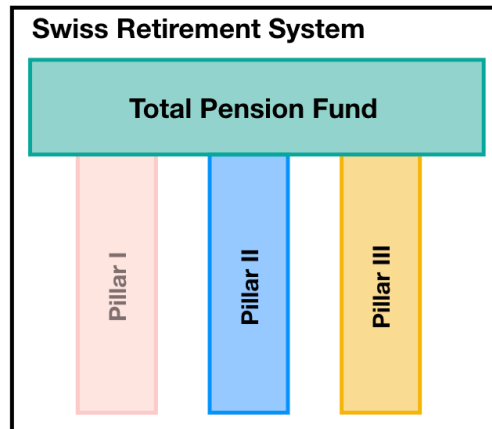 Swiss Retirement System
Total Pension Fund
Pillar I
Pillar II
Pillar III